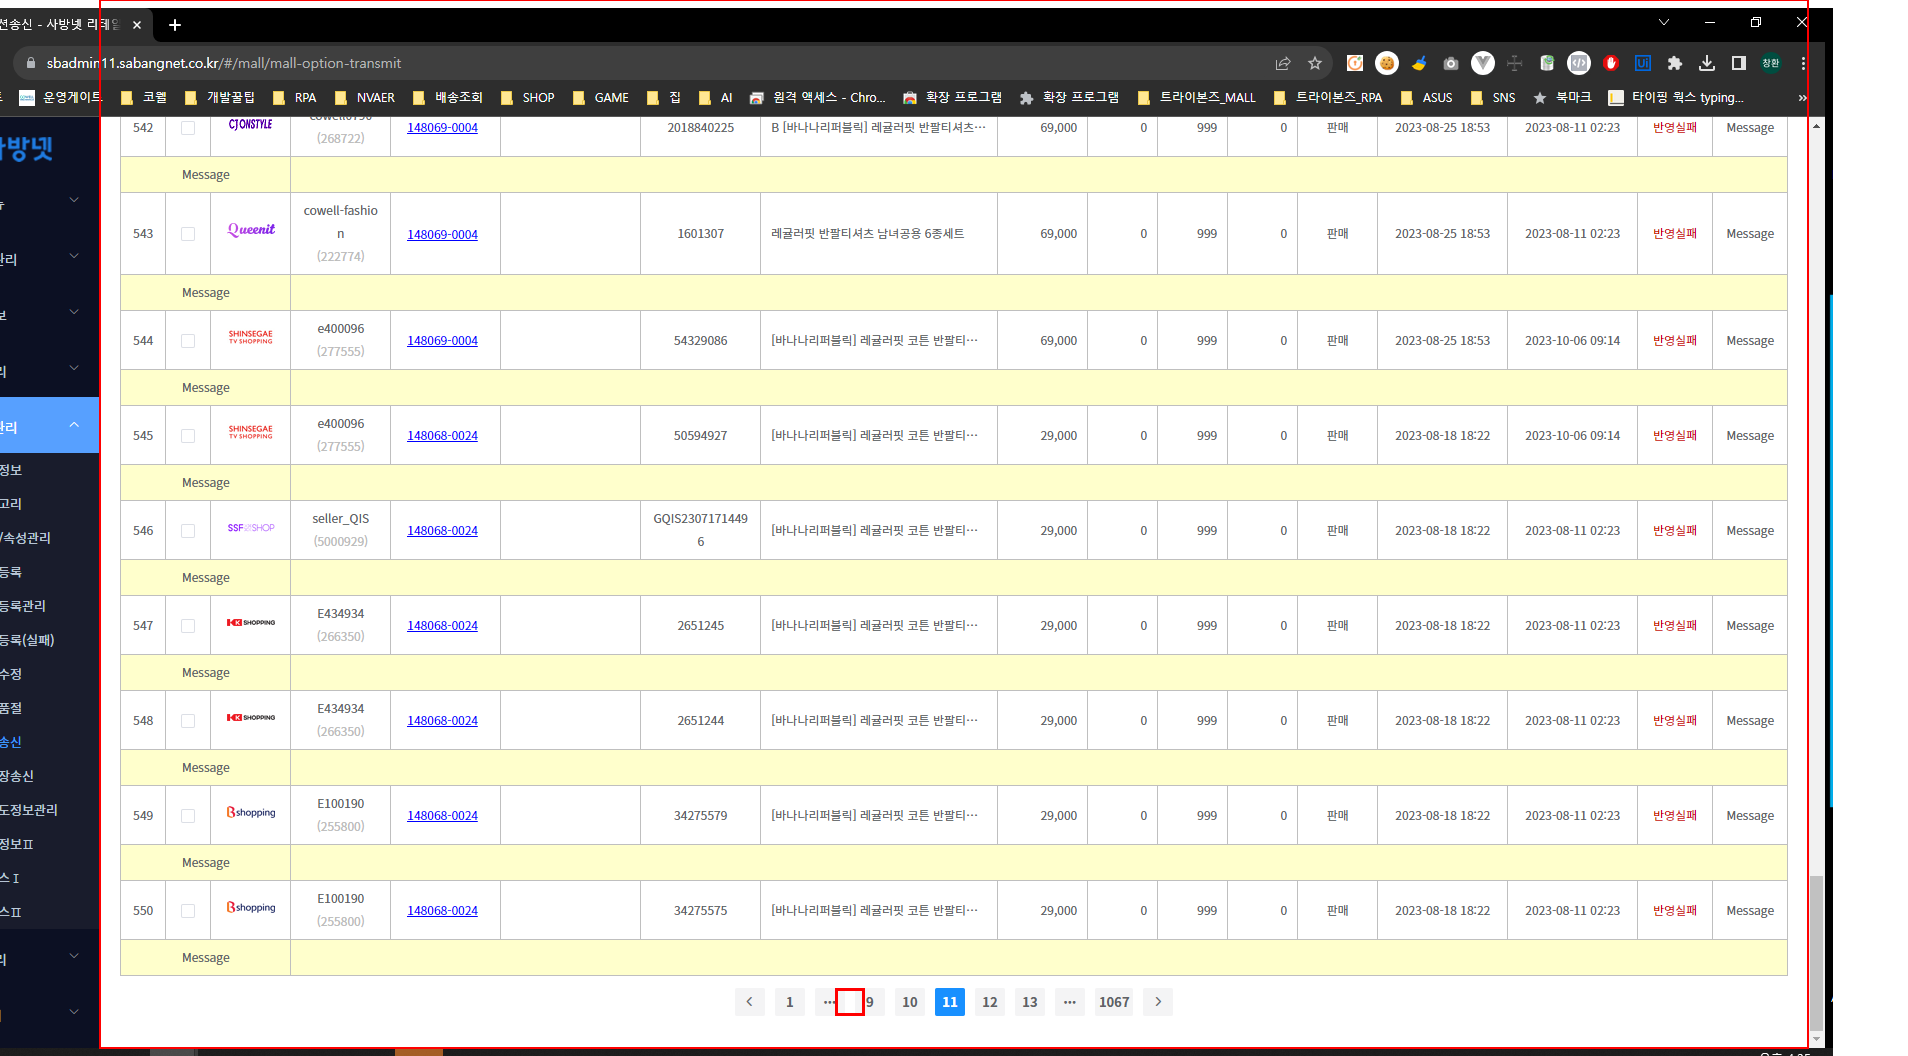 션송신 - 사방넷 리테일
sbadmin11.sabangnet.co.kr/#/mall/mall-option-transmit
운영게이트 코웰 개발꿀팁 RPA NVAER 배송조회 SHOP GAME 집 AI 원격 액세스 - Chro... 확장 프로그램 확장 프로그램 트라이본즈_MALL 트라이본즈_RPA ASUS SNS 북마크 타이핑 웍스 typing... »
방넷
관리
보
리
관리
정보
고리
/속성관리
등록
등록관리
등록(실패)
수정
품절
송신
장송신
도정보관리
정보Ⅱ
스Ⅰ
스Ⅱ
리
542 CJ ONSTYLE (268722) 148069-0004 2018840225 B [바나나리퍼블릭] 레귤러핏 반팔티셔츠··· 69,000 0 999 0 판매 2023-08-25 18:53 2023-08-11 02:23 반영실패 Message
Message
543 Queenit cowell-fashion (222774) 148069-0004 1601307 레귤러핏 반팔티셔츠 남녀공용 6종세트 69,000 0 999 0 판매 2023-08-25 18:53 2023-08-11 02:23 반영실패 Message
Message
544 SHINSEGAE TV SHOPPING e400096 (277555) 148069-0004 54329086 [바나나리퍼블릭] 레귤러핏 코튼 반팔티··· 69,000 0 999 0 판매 2023-08-25 18:53 2023-10-06 09:14 반영실패 Message
Message
545 SHINSEGAE TV SHOPPING e400096 (277555) 148068-0024 50594927 [바나나리퍼블릭] 레귤러핏 코튼 반팔티··· 29,000 0 999 0 판매 2023-08-18 18:22 2023-10-06 09:14 반영실패 Message
Message
546 SSF SHOP seller_QIS (5000929) 148068-0024 GQIS23071714496 [바나나리퍼블릭] 레귤러핏 코튼 반팔티··· 29,000 0 999 0 판매 2023-08-18 18:22 2023-08-11 02:23 반영실패 Message
Message
547 KK SHOPPING E434934 (266350) 148068-0024 2651245 [바나나리퍼블릭] 레귤러핏 코튼 반팔티··· 29,000 0 999 0 판매 2023-08-18 18:22 2023-08-11 02:23 반영실패 Message
Message
548 KK SHOPPING E434934 (266350) 148068-0024 2651244 [바나나리퍼블릭] 레귤러핏 코튼 반팔티··· 29,000 0 999 0 판매 2023-08-18 18:22 2023-08-11 02:23 반영실패 Message
Message
549 B shopping E100190 (255800) 148068-0024 34275579 [바나나리퍼블릭] 레귤러핏 코튼 반팔티··· 29,000 0 999 0 판매 2023-08-18 18:22 2023-08-11 02:23 반영실패 Message
Message
550 B shopping E100190 (255800) 148068-0024 34275575 [바나나리퍼블릭] 레귤러핏 코튼 반팔티··· 29,000 0 999 0 판매 2023-08-18 18:22 2023-08-11 02:23 반영실패 Message
Message
< 1 ··· 9 10 11 12 13 ··· 1067 >